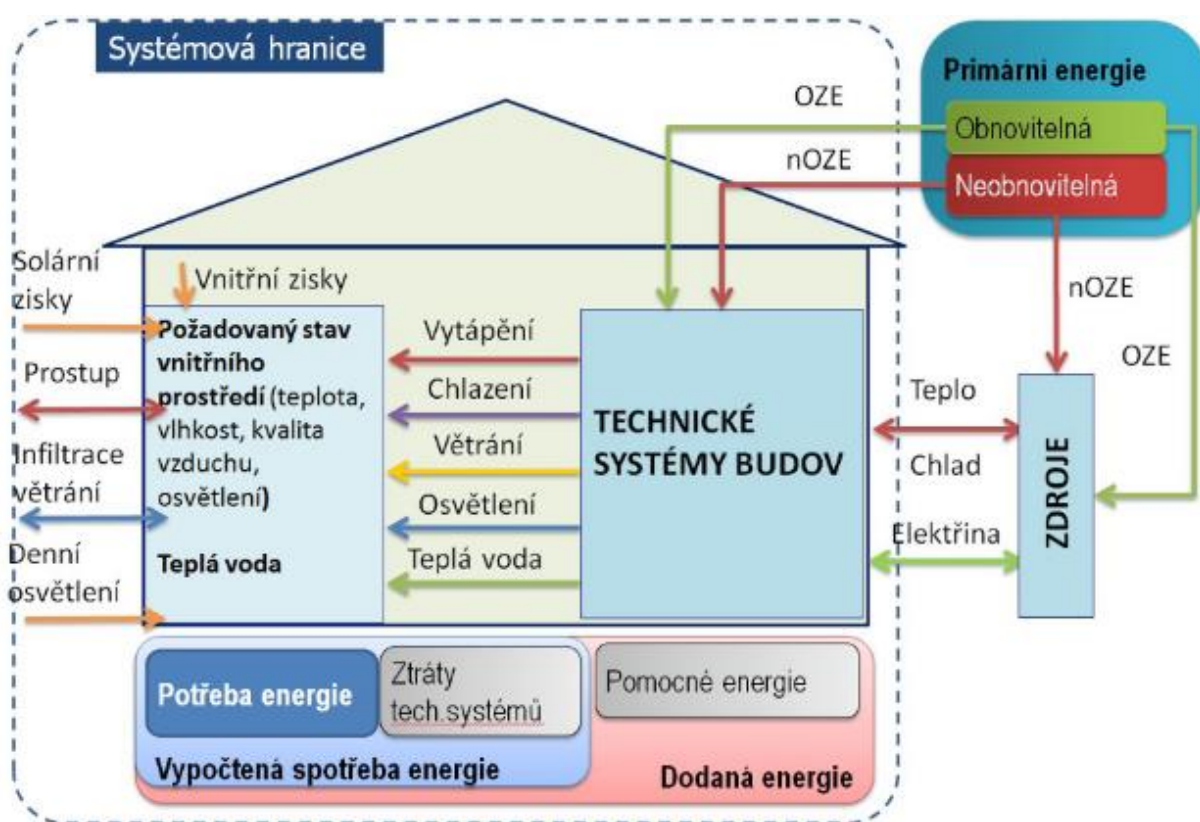 Systémová hranice
Primární energie
Obnovitelná
Neobnovitelná
OZE
nOZE
nOZE
OZE
Solární
zisky
Vnitřní zisky
Prostup
Infiltrace
větrání
Denní
osvětlení
Požadovaný stav
vnitřního
prostředí (teplota,
vlhkost, kvalita
vzduchu,
osvětlení)
Teplá voda
Vytápění
Chlazení
Větrání
Osvětlení
Teplá voda
TECHNICKÉ
SYSTÉMY BUDOV
Teplo
Chlad
Elektřina
ZDROJE
Potřeba energie
Ztráty
tech.systémů
Pomocné energie
Vypočtená spotřeba energie
Dodaná energie